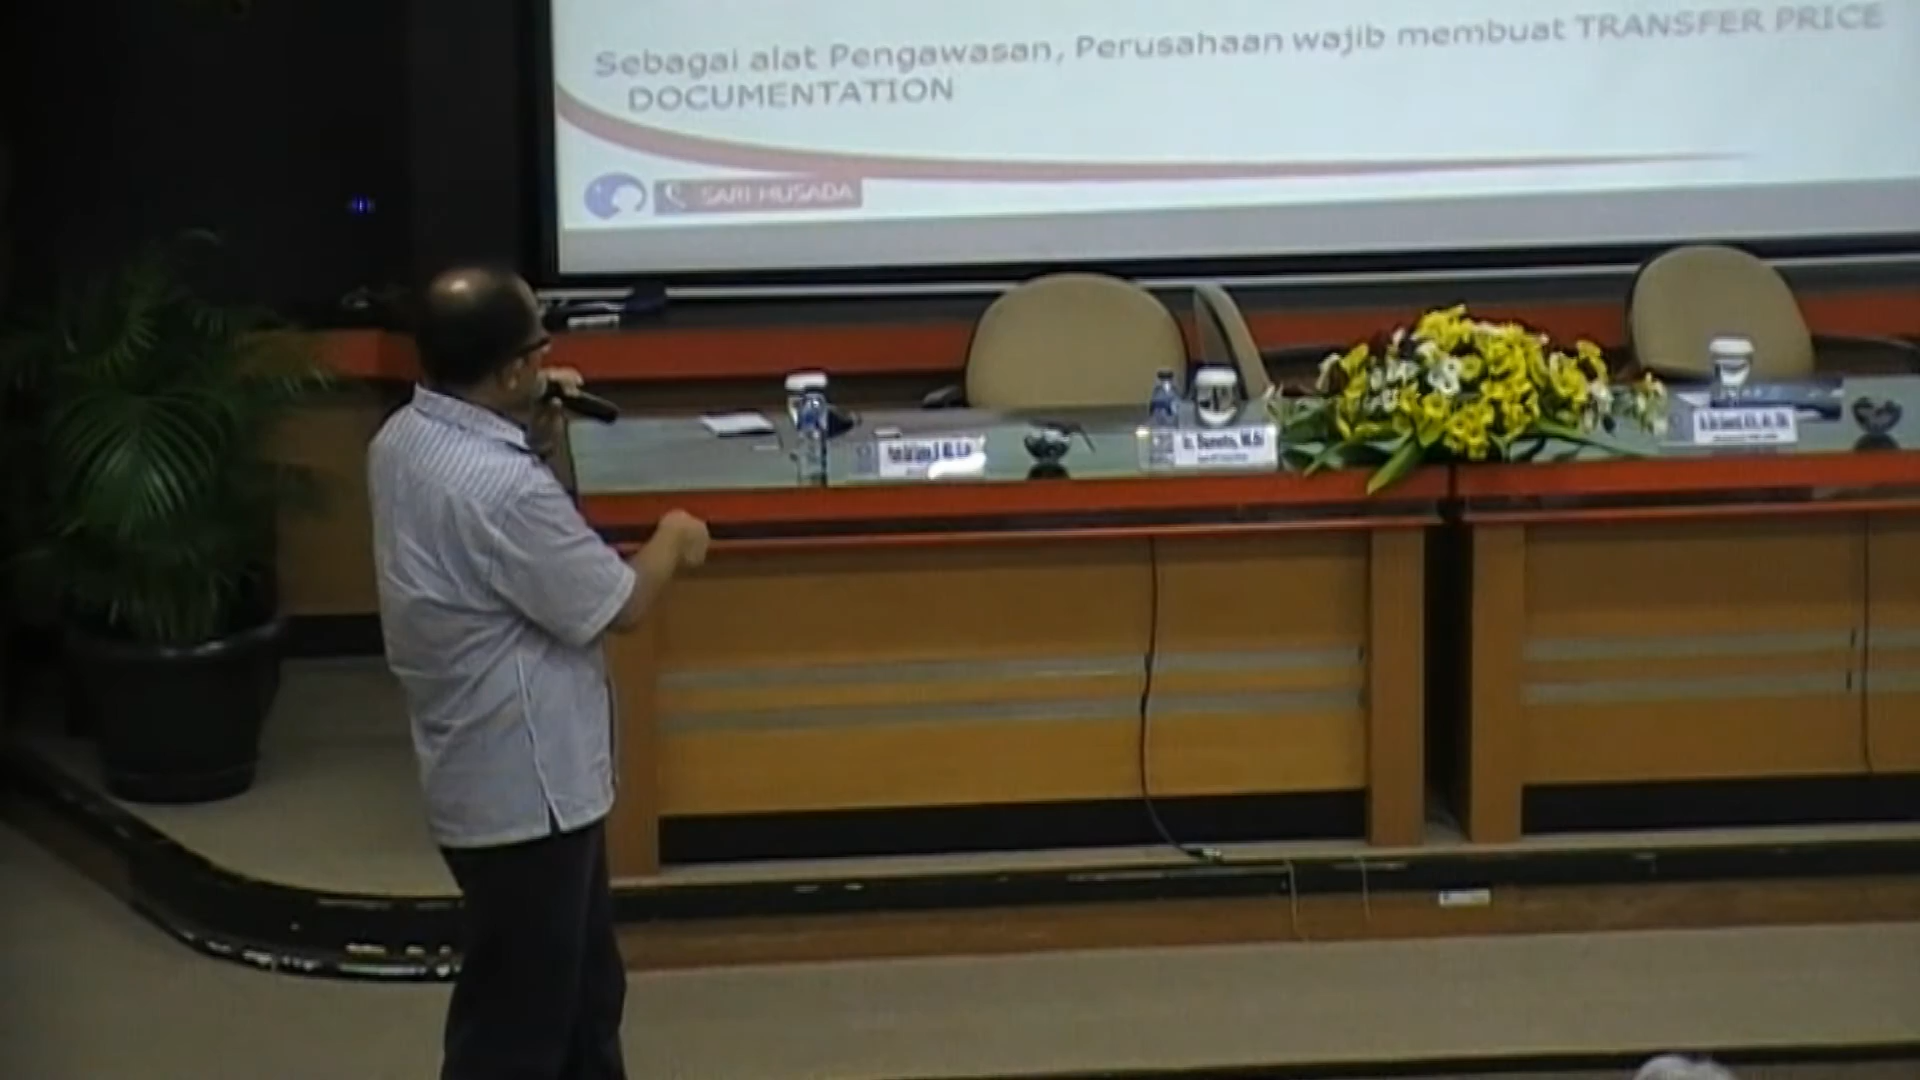 Sebagai alat Pengawasan, Perusahaan wajib membuat TRANSFER PRICE
DOCUMENTATION
SARI HUSADA